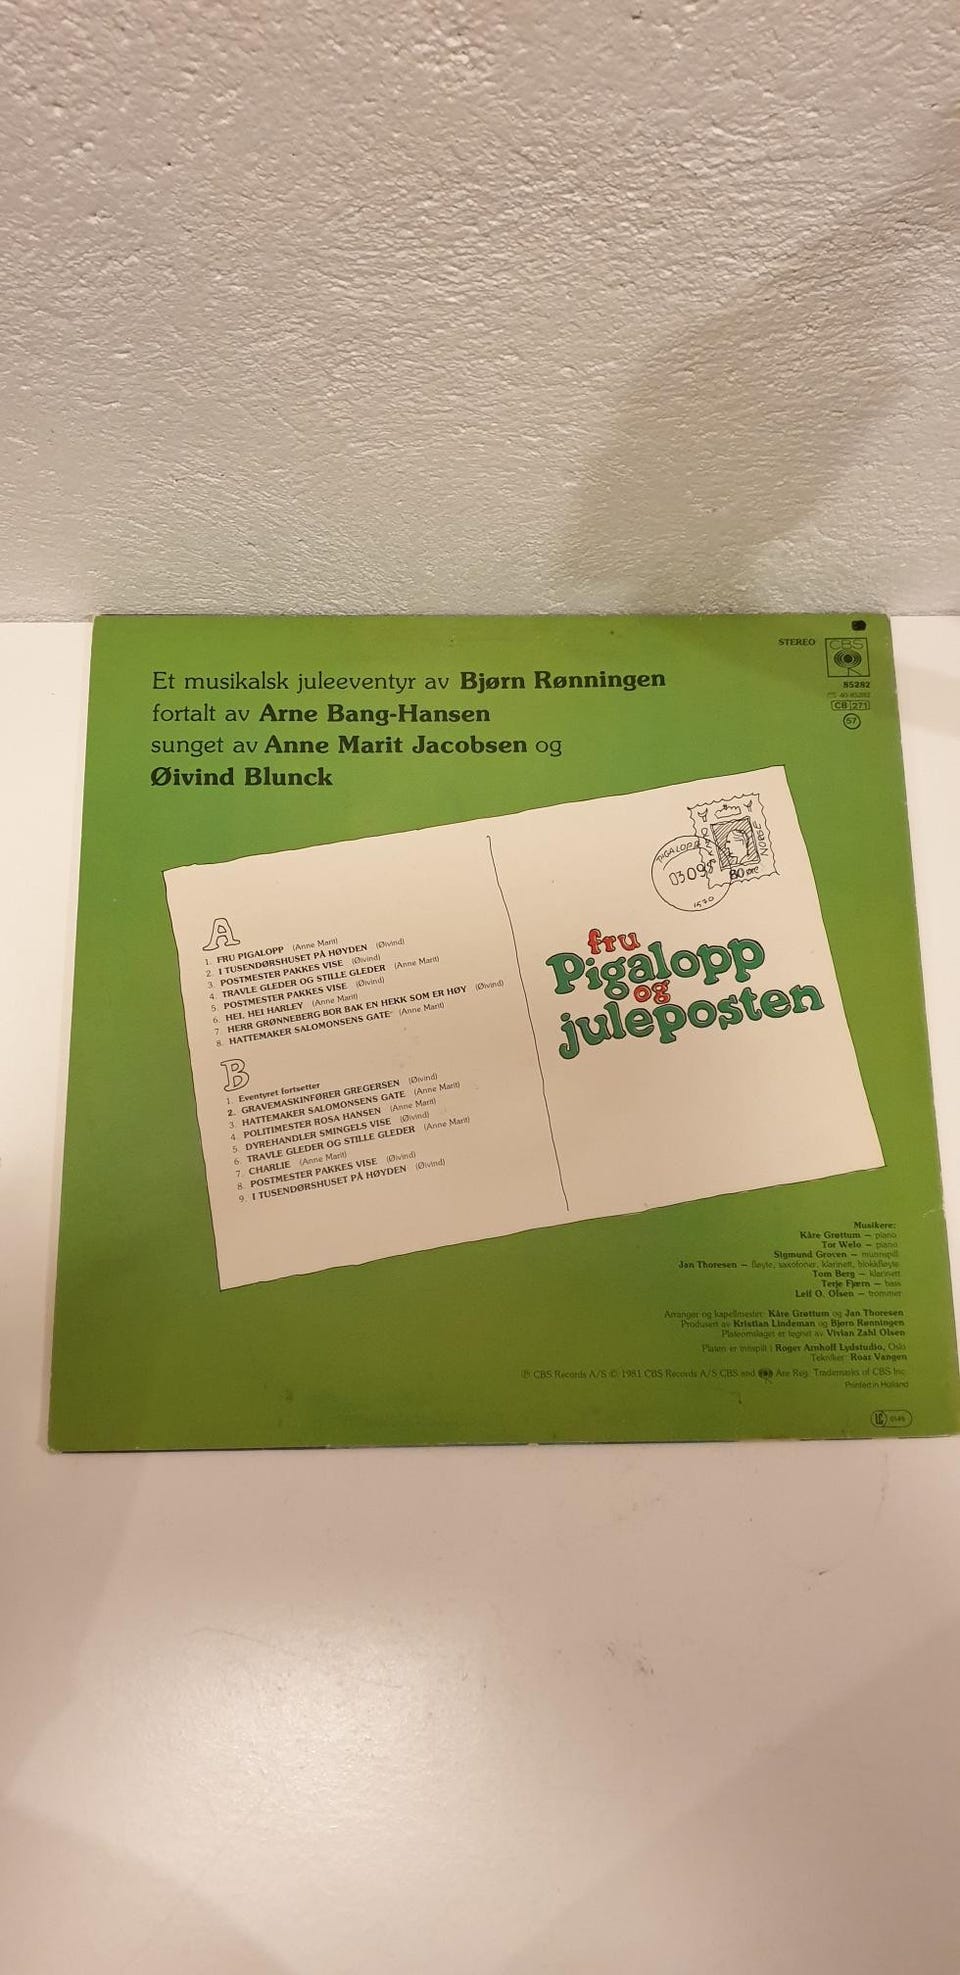 STEREO
CBS
85282
40-85282
CB 271
57
Et musikalsk juleeventyr av Bjørn Rønningen
fortalt av Arne Bang-Hansen
sunget av Anne Marit Jacobsen og
Øivind Blunck
PIGALOPP
NORGE
80 øre
A
1. FRU PIGALOPP (Anne Marit)
2. I TUSENDØRSHUSET PÅ HØYDEN (Øivind)
3. POSTMESTER PAKKES VISE (Øivind)
4. TRAVLE GLEDER OG STILLE GLEDER (Anne Marit)
5. POSTMESTER PAKKES VISE (Øivind)
6. HEI, HEI HARLEY (Anne Marit)
7. HERR GRØNNEBERG BOR BAK EN HEKK SOM ER HØY (Øivind)
8. HATTEMAKER SALOMONSENS GATE (Anne Marit)
B
1. Eventyret fortsetter
2. GRAVEMASKINFØRER GREGERSEN (Øivind)
3. HATTEMAKER SALOMONSENS GATE (Anne Marit)
4. POLITIMESTER ROSA HANSEN (Anne Marit)
5. DYREHANDLER SMINGELS VISE (Øivind)
6. TRAVLE GLEDER OG STILLE GLEDER (Anne Marit)
7. CHARLIE (Anne Marit)
8. POSTMESTER PAKKES VISE (Øivind)
9. I TUSENDØRSHUSET PÅ HØYDEN (Øivind)
fru
Pigalopp
og
juleposten
Musikere:
Kåre Grøttum – piano
Tor Welo – piano
Sigmund Groven – munnspill
Jan Thoresen – fløyte, saxofoner, klarinett, blokkfløyte
Tom Berg – klarinett
Terje Fjærn – bass
Leif O. Olsen – trommer
Arrangør og kapellmester: Kåre Grøttum og Jan Thoresen
Produsert av Kristian Lindeman og Bjørn Rønningen
Plateomslaget er tegnet av Vivian Zahl Olsen
Platen er innspilt i Roger Arnhoff Lydstudio, Oslo
Tekniker: Roar Vangen
℗ CBS Records A/S © 1981 CBS Records A/S CBS and Are Reg. Trademarks of CBS Inc
Printed in Holland
LC 0149